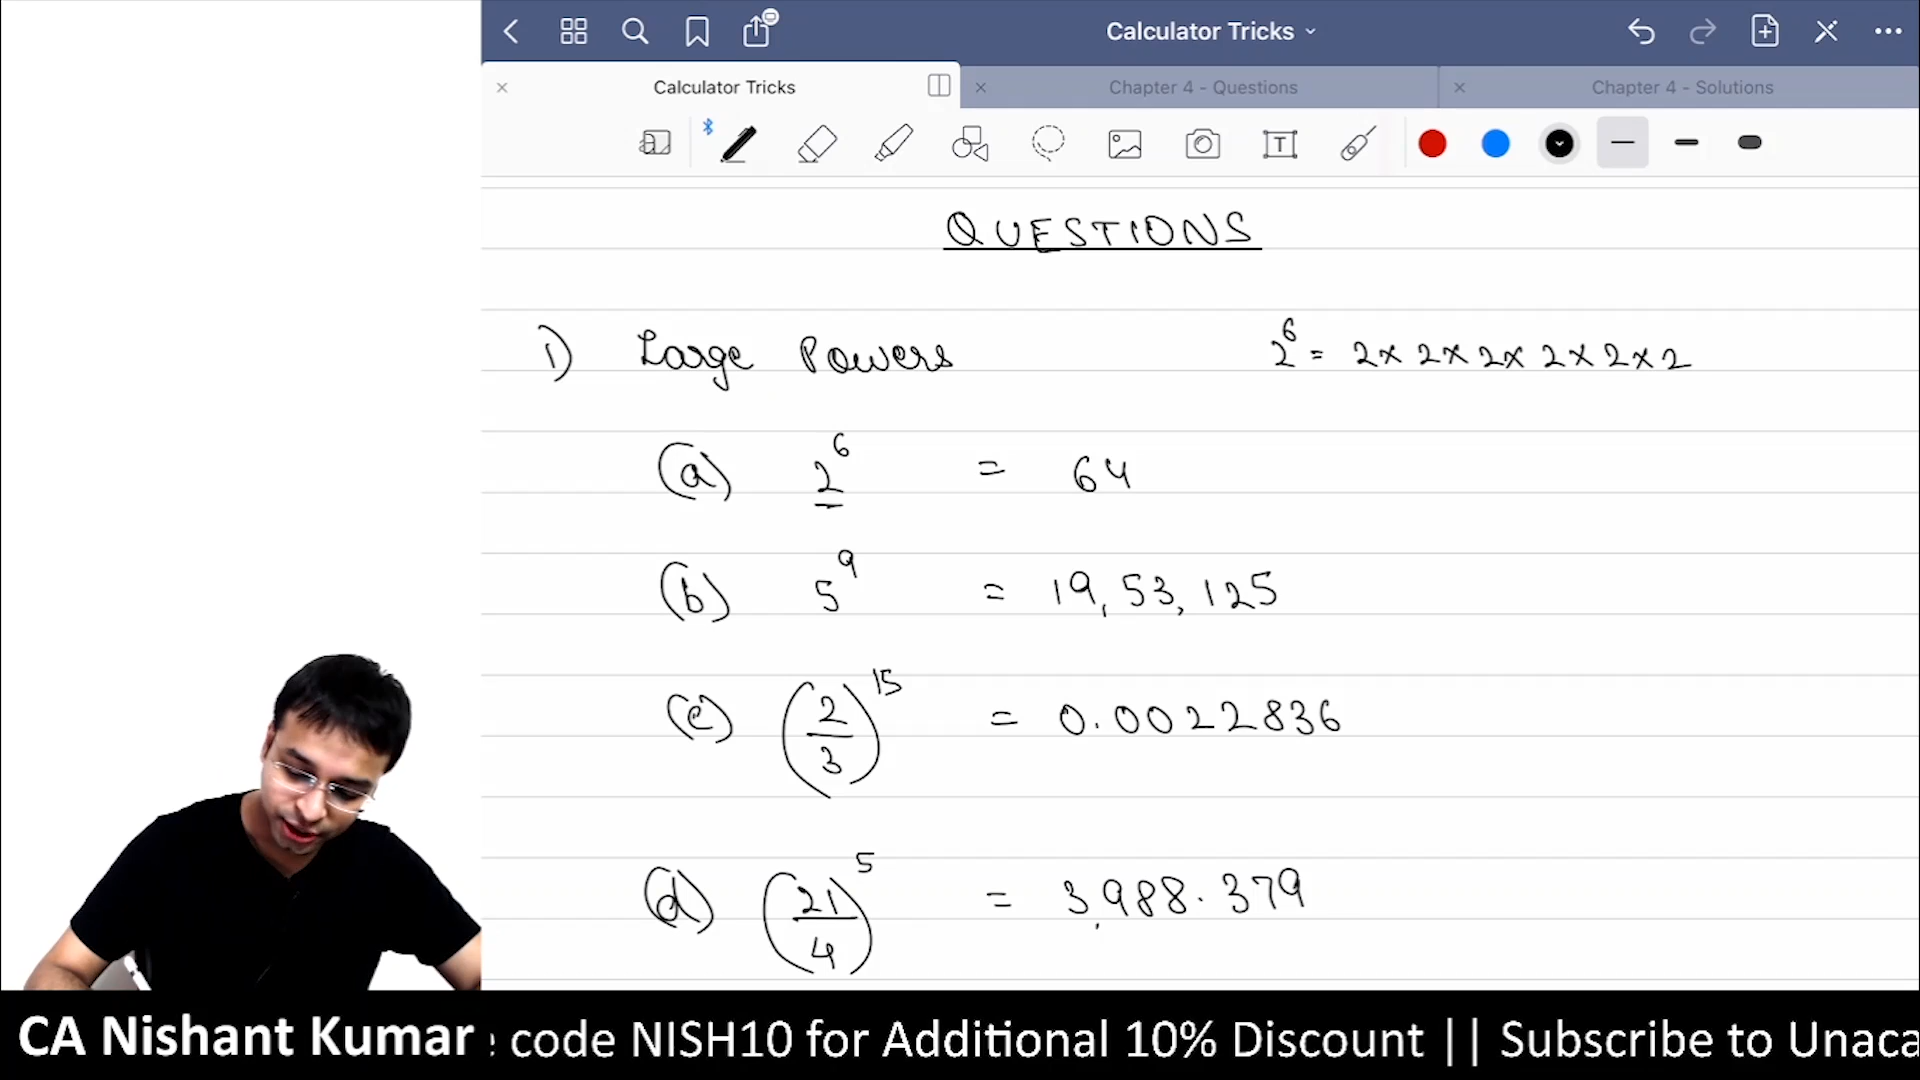 Calculator Tricks
Calculator Tricks
Chapter 4 - Questions
Chapter 4 - Solutions
QUESTIONS
1) Large Powers
2^6 = 2x 2x 2x 2x 2x2
(a) 2^6 = 64
(b) 5^9 = 19,53,125
(c) (2/3)^15 = 0.0022836
(d) (21/4)^5 = 3,988.379
CA Nishant Kumar
: code NISH10 for Additional 10% Discount || Subscribe to Unaca